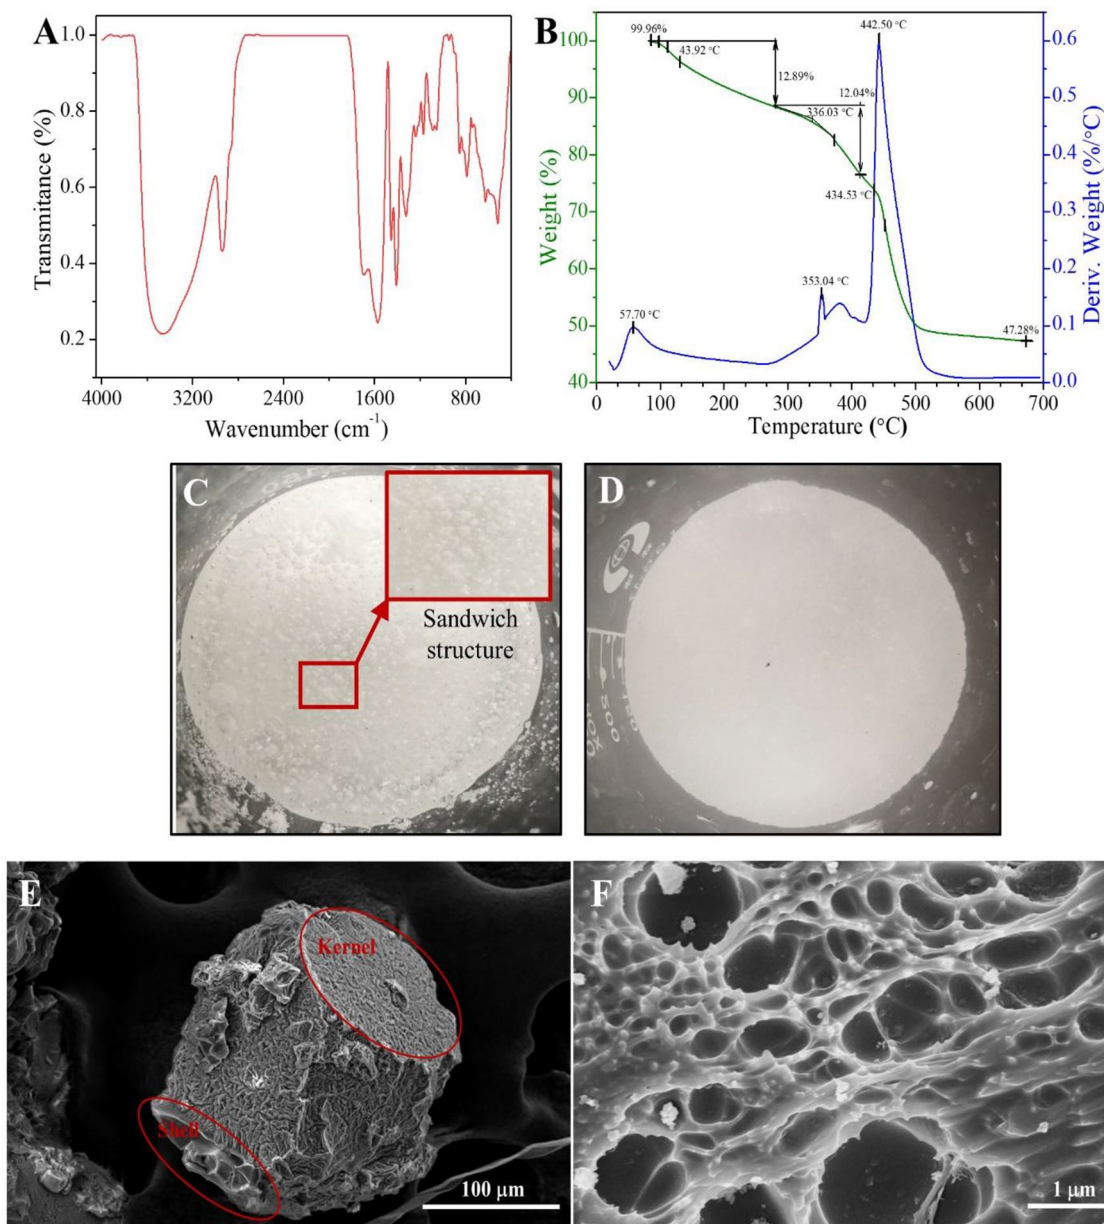 A
Transmitance (%)
1.0
0.8
0.6
0.4
0.2
4000 3200 2400 1600 800
Wavenumber (cm-1)
B
Weight (%)
100
90
80
70
60
50
40
99.96%
43.92 °C
12.89%
12.04%
336.03 °C
434.53 °C
442.50 °C
353.04 °C
57.70 °C
47.28%
0.6
0.5
0.4
0.3
0.2
0.1
0.0
Deriv. Weight (%/°C)
0 100 200 300 400 500 600 700
Temperature (°C)
C
Sandwich
structure
D
500
E
Kernel
Shell
100 µm
F
1 µm